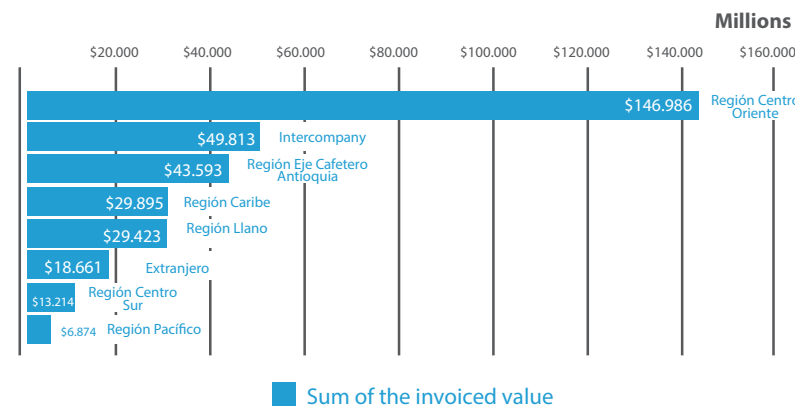 Millions
$20.000 $40.000 $60.000 $80.000 $100.000 $120.000 $140.000 $160.000
$146.986 Región Centro
Oriente
$49.813 Intercompany
$43.593 Región Eje Cafetero
Antioquia
$29.895 Región Caribe
$29.423 Región Llano
$18.661 Extranjero
$13.214 Región Centro
Sur
$6.874 Región Pacífico
Sum of the invoiced value